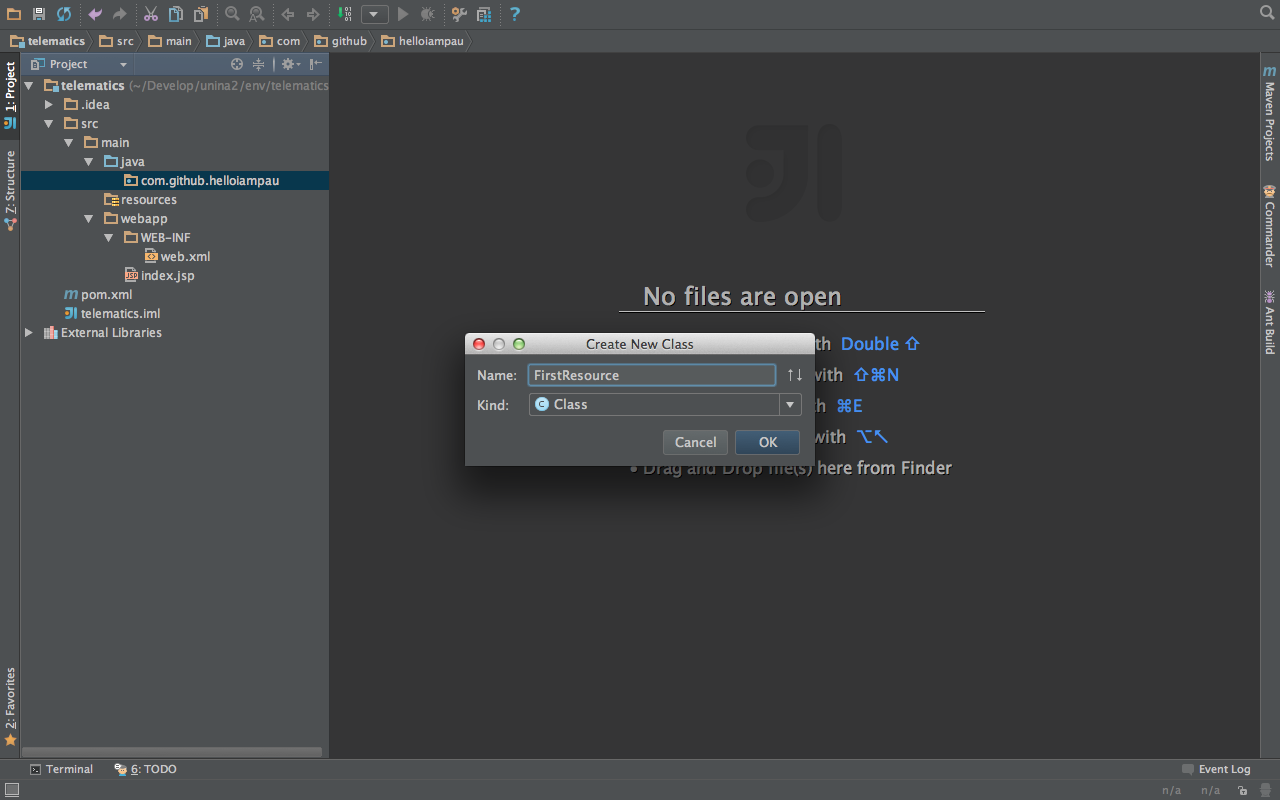 telematics src main java com github helloiampau
1: Project
Z: Structure
2: Favorites
Project
telematics (~/Develop/unina2/env/telematics
.idea
src
main
java
com.github.helloiampau
resources
webapp
WEB-INF
web.xml
index.jsp
pom.xml
telematics.iml
External Libraries
No files are open
th Double ⇧
with ⇧⌘N
th ⌘E
with ⌥↖
• Drag and Drop file(s) here from Finder
Create New Class
Name: FirstResource
Kind: Class
Cancel OK
Maven Projects
Commander
Ant Build
Terminal 6: TODO Event Log
n/a n/a